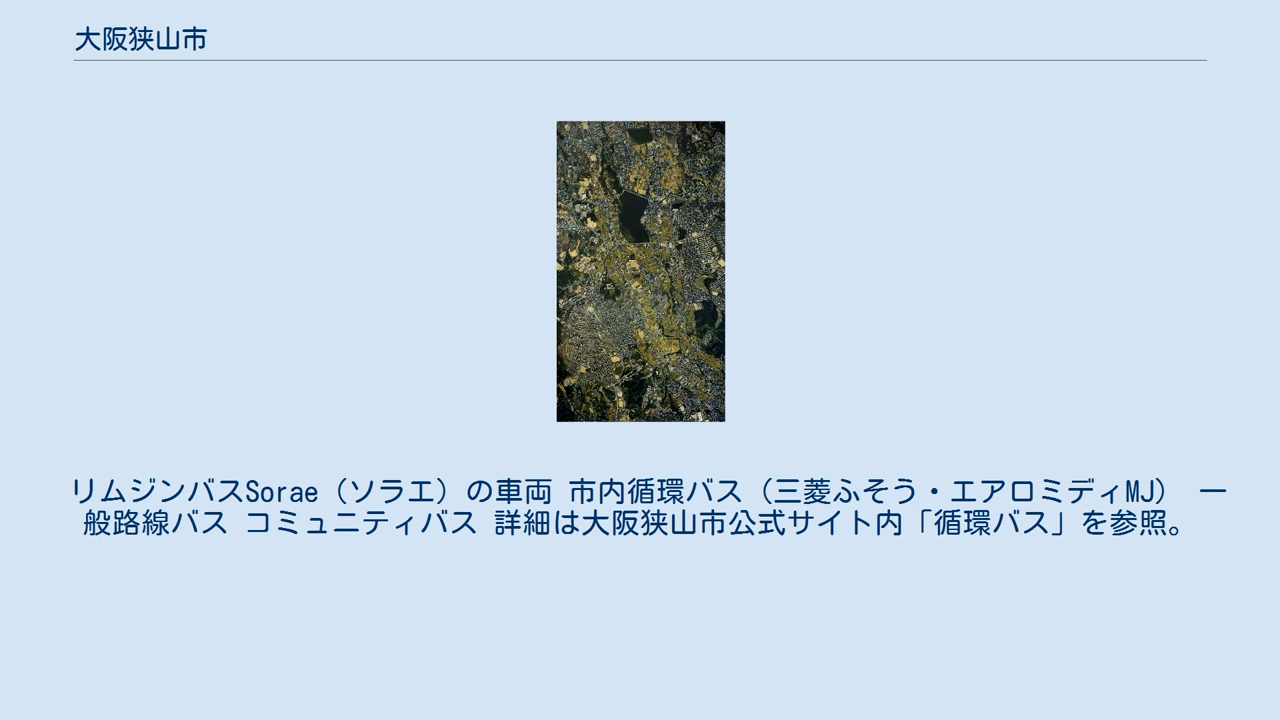 大阪狭山市
リムジンバスSorae（ソラエ）の車両 市内循環バス（三菱ふそう・エアロミディMJ） 一
般路線バス コミュニティバス 詳細は大阪狭山市公式サイト内「循環バス」を参照。